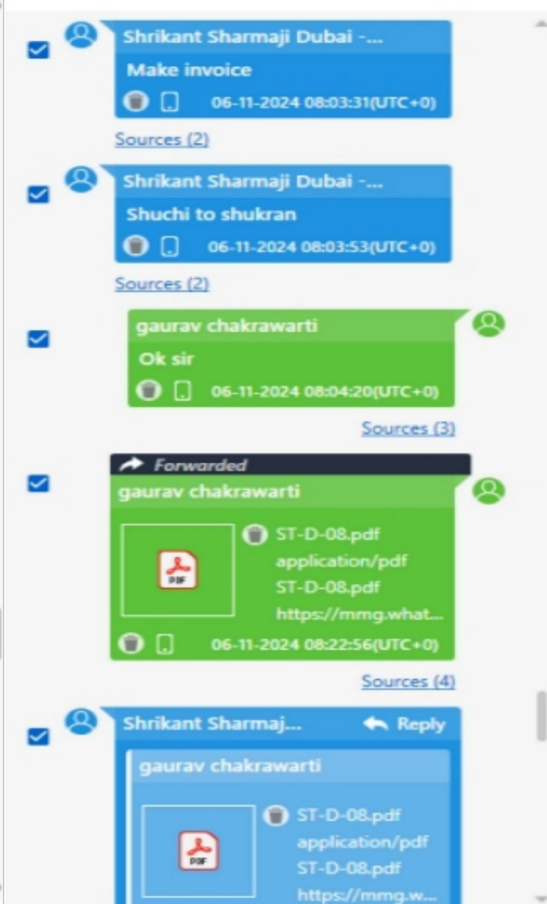 Shrikant Sharmaji Dubai -...
Make invoice
06-11-2024 08:03:31(UTC+0)
Sources (2)
Shrikant Sharmaji Dubai -...
Shuchi to shukran
06-11-2024 08:03:53(UTC+0)
Sources (2)
gaurav chakrawarti
Ok sir
06-11-2024 08:04:20(UTC+0)
Sources (3)
Forwarded
gaurav chakrawarti
ST-D-08.pdf
application/pdf
PDF
ST-D-08.pdf
https://mmg.what...
06-11-2024 08:22:56(UTC+0)
Sources (4)
Shrikant Sharmaj... Reply
gaurav chakrawarti
ST-D-08.pdf
application/pdf
PDF
ST-D-08.pdf
https://mmg.w...